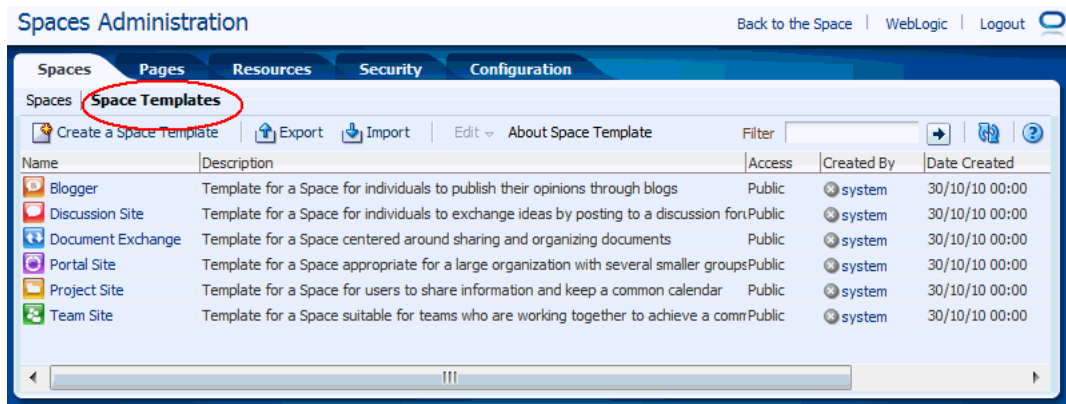 Spaces Administration Back to the Space WebLogic Logout
Spaces Pages Resources Security Configuration
Spaces Space Templates
Create a Space Template Export Import Edit About Space Template Filter
Name Description Access Created By Date Created
Blogger Template for a Space for individuals to publish their opinions through blogs Public system 30/10/10 00:00
Discussion Site Template for a Space for individuals to exchange ideas by posting to a discussion Public system 30/10/10 00:00
Document Exchange Template for a Space centered around sharing and organizing documents Public system 30/10/10 00:00
Portal Site Template for a Space appropriate for a large organization with several smaller groups Public system 30/10/10 00:00
Project Site Template for a Space for users to share information and keep a common calendar Public system 30/10/10 00:00
Team Site Template for a Space suitable for teams who are working together to achieve a Public system 30/10/10 00:00